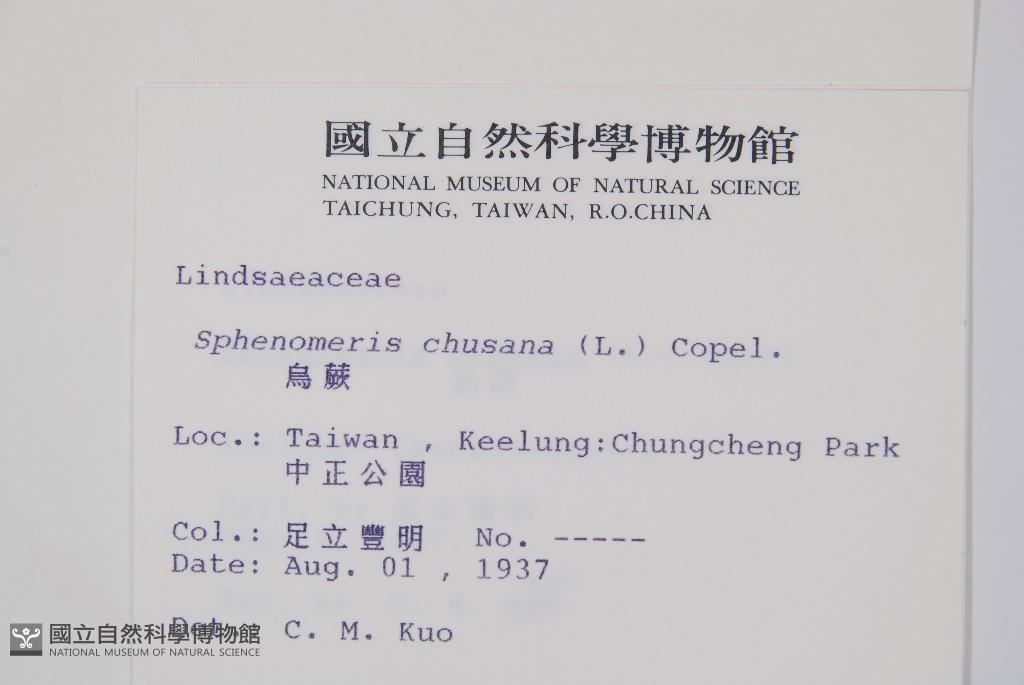 國立自然科學博物館
NATIONAL MUSEUM OF NATURAL SCIENCE
TAICHUNG, TAIWAN, R.O.CHINA
Lindsaeaceae
Sphenomeris chusana (L.) Copel.
烏蕨
Loc.: Taiwan , Keelung:Chungcheng Park
中正公園
Col.: 足立豐明 No. -----
Date: Aug. 01 , 1937
Det.: C. M. Kuo
國立自然科學博物館
NATIONAL MUSEUM OF NATURAL SCIENCE